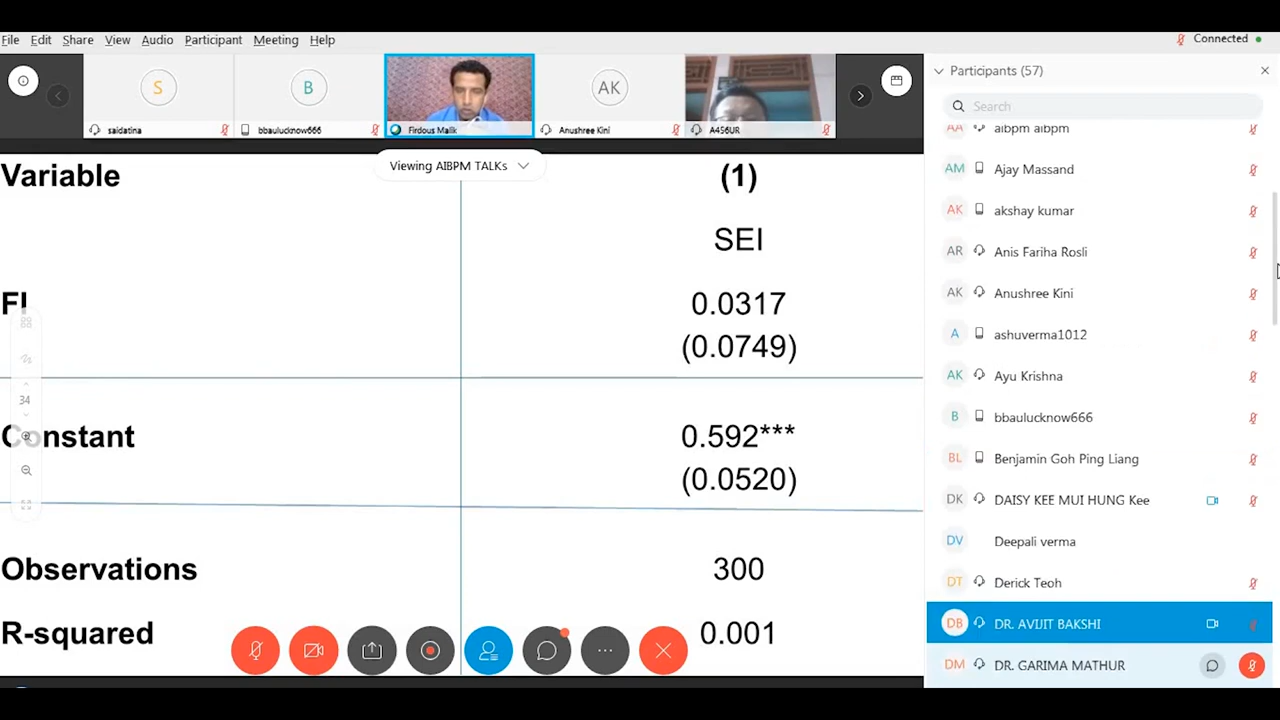 File Edit Share View Audio Participant Meeting Help
Connected
S
B
AK
saidatina
bbaulucknow666
Firdous Malik
Anushree Kini
A456UR
Viewing AIBPM TALKs
Variable
(1)
SEI
FI
0.0317
(0.0749)
34
Constant
0.592***
(0.0520)
Observations
300
R-squared
0.001
Participants (57)
Search
AA aibpm aibpm
AM Ajay Massand
AK akshay kumar
AR Anis Fariha Rosli
AK Anushree Kini
A ashuverma1012
AK Ayu Krishna
B bbaulucknow666
BL Benjamin Goh Ping Liang
DK DAISY KEE MUI HUNG Kee
DV Deepali verma
DT Derick Teoh
DB DR. AVIJIT BAKSHI
DM DR. GARIMA MATHUR